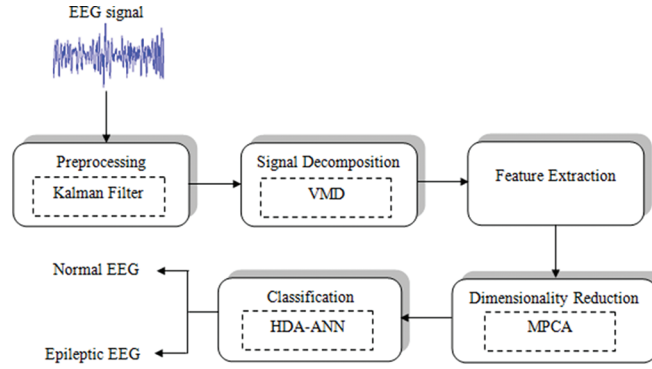 EEG signal
Preprocessing
Kalman Filter
Signal Decomposition
VMD
Feature Extraction
Dimensionality Reduction
MPCA
Classification
HDA-ANN
Normal EEG
Epileptic EEG